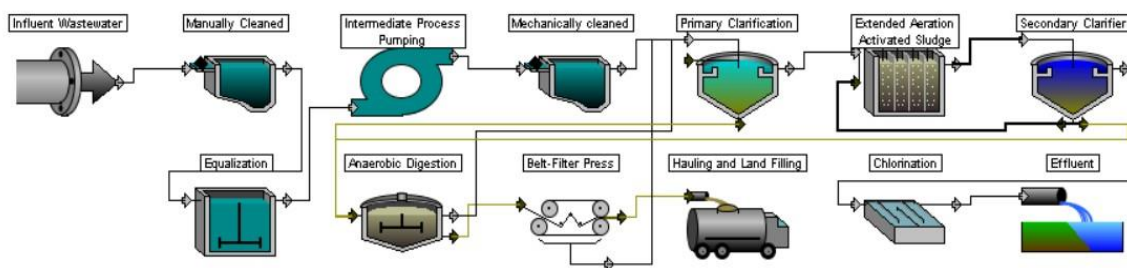 Influent Wastewater
Manually Cleaned
Intermediate Process
Pumping
Mechanically cleaned
Primary Clarification
Extended Aeration
Activated Sludge
Secondary Clarifier
Equalization
Anaerobic Digestion
Belt-Filter Press
Hauling and Land Filling
Chlorination
Effluent